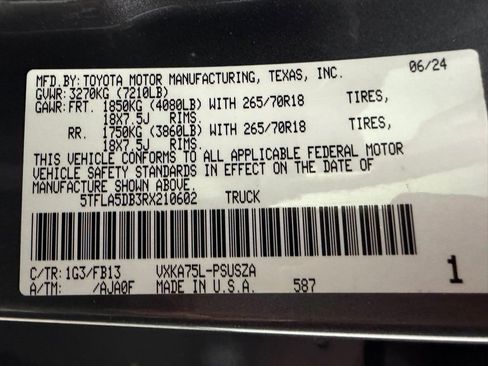 MFD.BY:TOYOTA MOTOR MANUFACTURING, TEXAS, INC. 06/24
GVWR:3270KG (7210LB)
GAWR:FRT. 1850KG (4080LB) WITH 265/70R18 TIRES,
18X7.5J RIMS.
RR. 1750KG (3860LB) WITH 265/70R18 TIRES,
18X7.5J RIMS.
THIS VEHICLE CONFORMS TO ALL APPLICABLE FEDERAL MOTOR
VEHICLE SAFETY STANDARDS IN EFFECT ON THE DATE OF
MANUFACTURE SHOWN ABOVE.
5TFLA5DB3RX210602 TRUCK
C/TR:1G3/FB13 VXKA75L-PSUSZA 1
A/TM: /AJA0F MADE IN U.S.A. 587